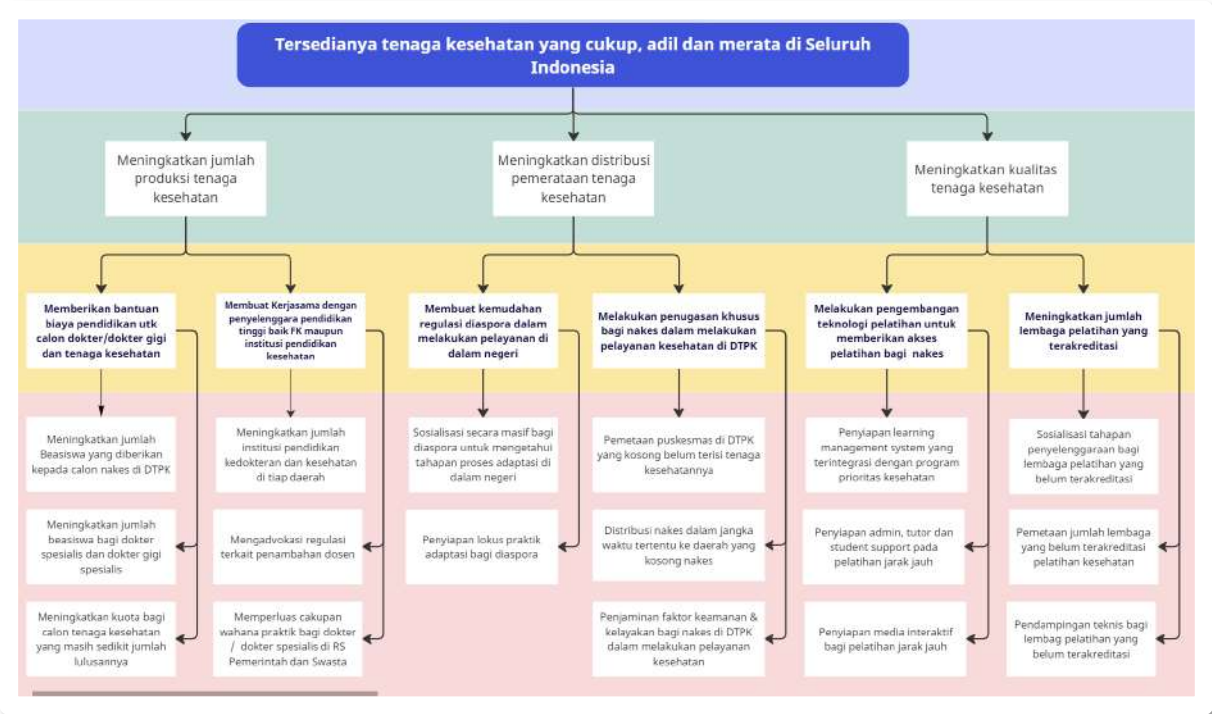 Tersedianya tenaga kesehatan yang cukup, adil dan merata di Seluruh
Indonesia
Meningkatkan jumlah
produksi tenaga
kesehatan
Meningkatkan distribusi
pemerataan tenaga
kesehatan
Meningkatkan kualitas
tenaga kesehatan
Memberikan bantuan
biaya pendidikan utk
calon dokter/dokter gigi
dan tenaga kesehatan
Membuat Kerjasama dengan
penyelenggara pendidikan
tinggi baik FK maupun
institusi pendidikan
kesehatan
Membuat kemudahan
regulasi diaspora dalam
melakukan pelayanan di
dalam negeri
Melakukan penugasan khusus
bagi nakes dalam melakukan
pelayanan kesehatan di DTPK
Melakukan pengembangan
teknologi pelatihan untuk
memberikan akses
pelatihan bagi nakes
Meningkatkan jumlah
lembaga pelatihan yang
terakreditasi
Meningkatkan jumlah
Beasiswa yang diberikan
kepada calon nakes di DTPK
Meningkatkan jumlah
institusi pendidikan
kedokteran dan kesehatan
di tiap daerah
Sosialisasi secara masif bagi
diaspora untuk mengetahui
tahapan proses adaptasi di
dalam negeri
Pemetaan puskesmas di DTPK
yang kosong belum terisi tenaga
kesehatannya
Penyiapan learning
management system yang
terintegrasi dengan program
prioritas kesehatan
Sosialisasi tahapan
penyelenggaraan bagi
lembaga pelatihan yang
belum terakreditasi
Meningkatkan jumlah
beasiswa bagi dokter
spesialis dan dokter gigi
spesialis
Mengadvokasi regulasi
terkait penambahan dosen
Penyiapan lokus praktik
adaptasi bagi diaspora
Distribusi nakes dalam jangka
waktu tertentu ke daerah yang
kosong nakes
Penyiapan admin, tutor dan
student support pada
pelatihan jarak jauh
Pemetaan jumlah lembaga
yang belum terakreditasi
pelatihan kesehatan
Meningkatkan kuota bagi
calon tenaga kesehatan
yang masih sedikit jumlah
lulusannya
Memperluas cakupan
wahana praktik bagi dokter
/ dokter spesialis di RS
Pemerintah dan Swasta
Penjaminan faktor keamanan &
kelayakan bagi nakes di DTPK
dalam melakukan pelayanan
kesehatan
Penyiapan media interaktif
bagi pelatihan jarak jauh
Pendampingan teknis bagi
lembag pelatihan yang
belum terakreditasi